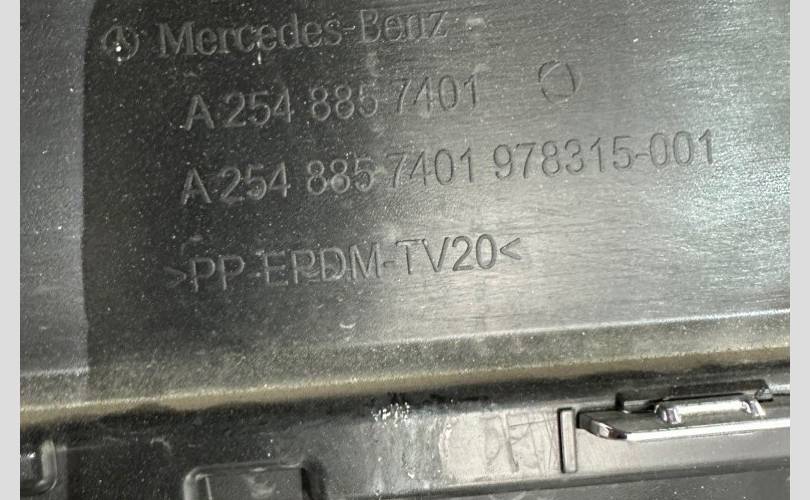 Mercedes-Benz
A 254 885 7401
A 254 885 7401 978315-001
>PP-EPDM-TV20<